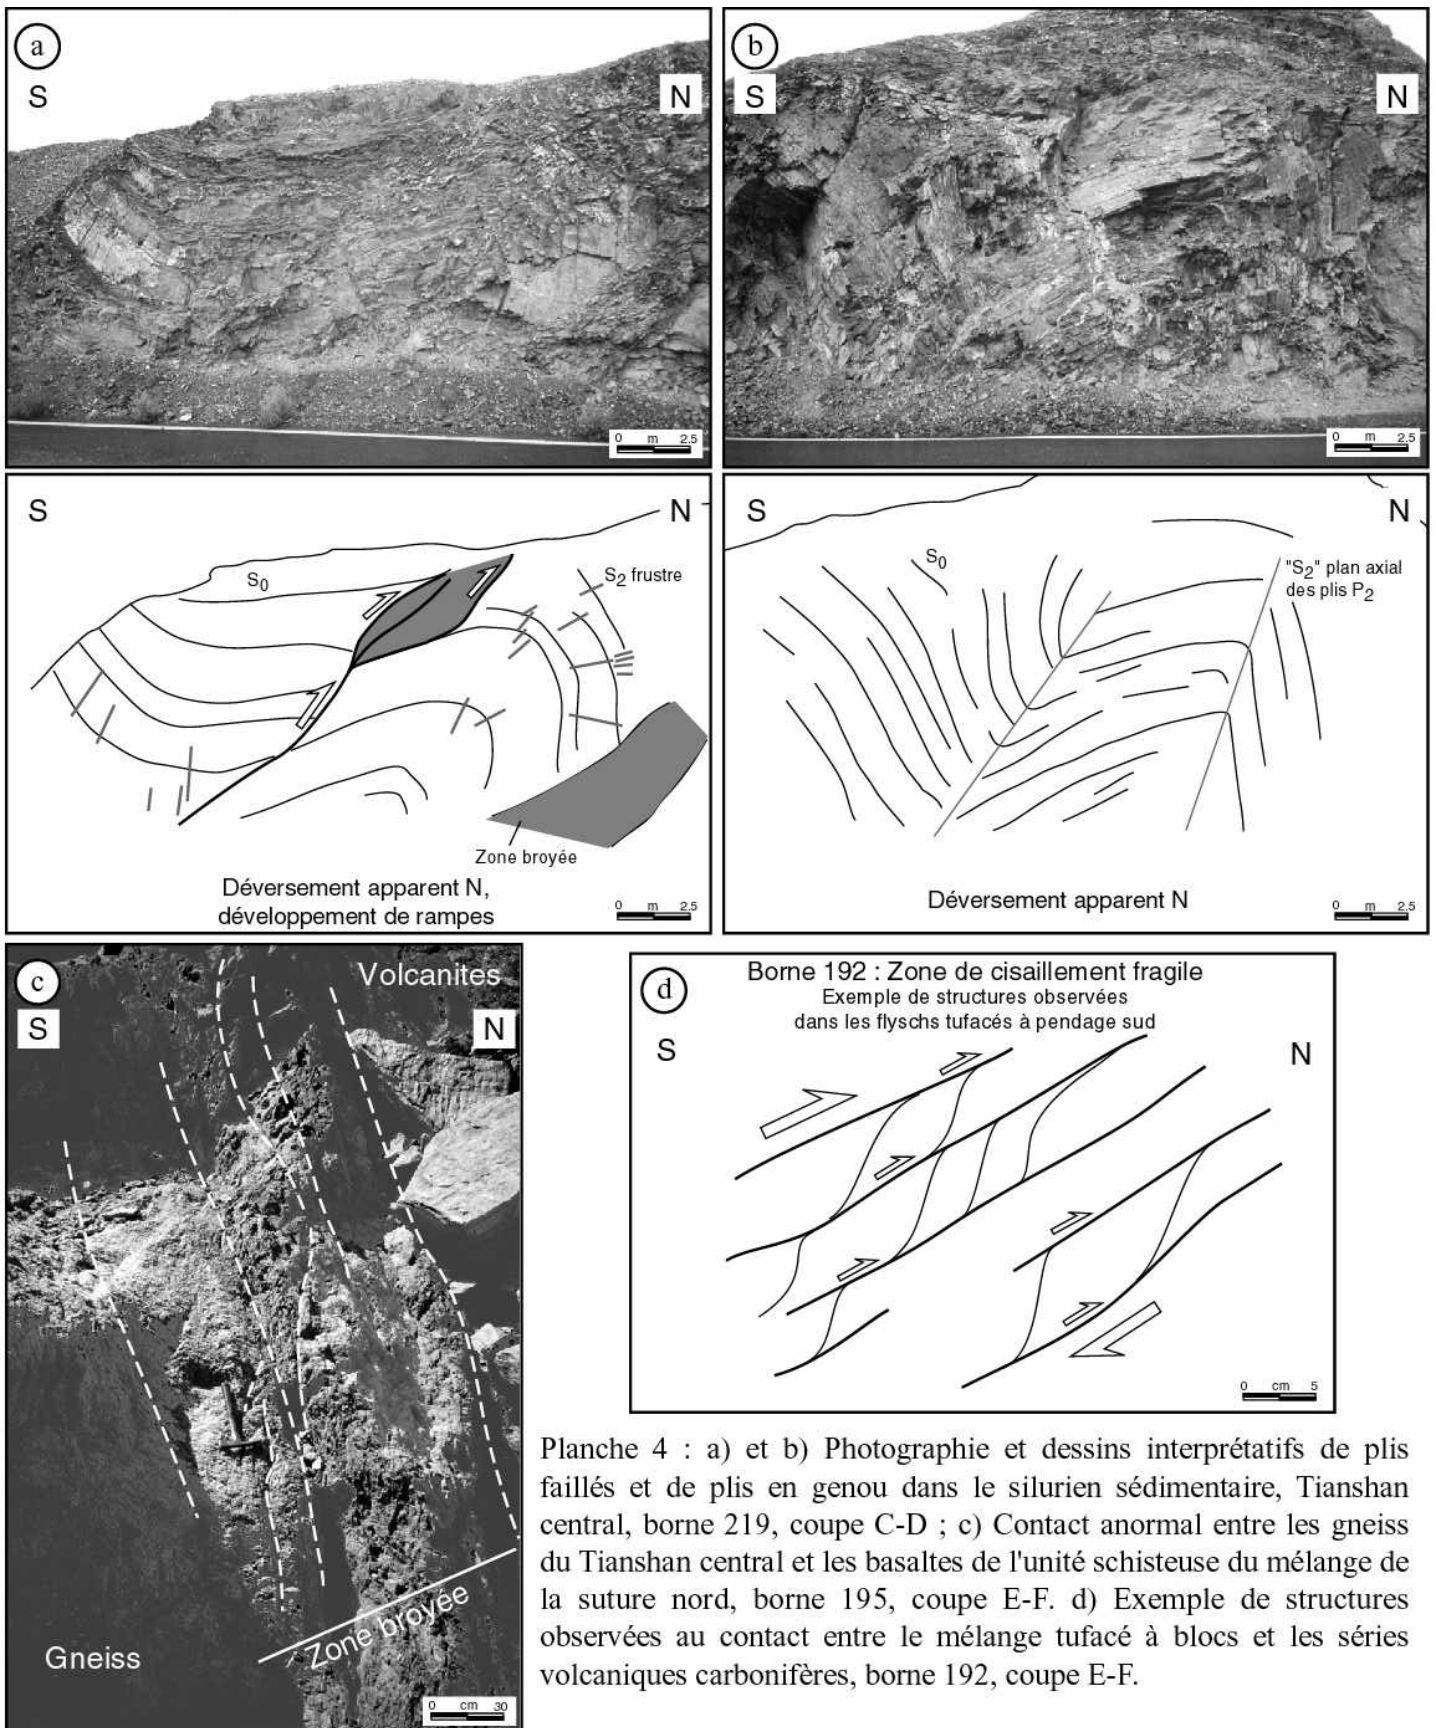 a
S
N
0 m 2.5
b
S
N
0 m 2.5
S
N
S0
S2 frustre
Zone broyée
Déversement apparent N,
développement de rampes
0 m 2.5
S
N
S0
"S2" plan axial
des plis P2
Déversement apparent N
0 m 2.5
c
Volcanites
S
N
Gneiss
Zone broyée
0 cm 30
d
Borne 192 : Zone de cisaillement fragile
Exemple de structures observées
dans les flyschs tufacés à pendage sud
S
N
0 cm 5
Planche 4 : a) et b) Photographie et dessins interprétatifs de plis
faillés et de plis en genou dans le silurien sédimentaire, Tianshan
central, borne 219, coupe C-D ; c) Contact anormal entre les gneiss
du Tianshan central et les basaltes de l'unité schisteuse du mélange de
la suture nord, borne 195, coupe E-F. d) Exemple de structures
observées au contact entre le mélange tufacé à blocs et les séries
volcaniques carbonifères, borne 192, coupe E-F.